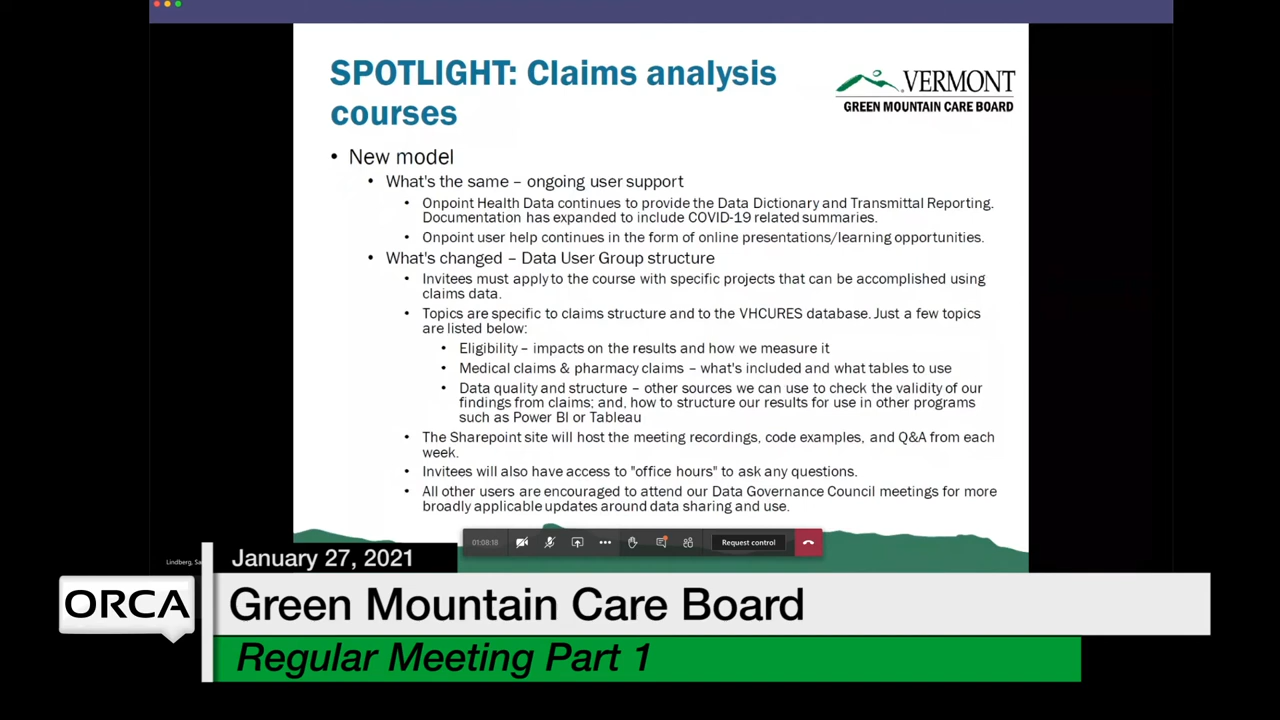 SPOTLIGHT: Claims analysis
courses
VERMONT
GREEN MOUNTAIN CARE BOARD
• New model
• What's the same – ongoing user support
• Onpoint Health Data continues to provide the Data Dictionary and Transmittal Reporting.
Documentation has expanded to include COVID-19 related summaries.
• Onpoint user help continues in the form of online presentations/learning opportunities.
• What's changed – Data User Group structure
• Invitees must apply to the course with specific projects that can be accomplished using
claims data.
• Topics are specific to claims structure and to the VHCURES database. Just a few topics
are listed below:
• Eligibility – impacts on the results and how we measure it
• Medical claims & pharmacy claims – what's included and what tables to use
• Data quality and structure – other sources we can use to check the validity of our
findings from claims; and, how to structure our results for use in other programs
such as Power BI or Tableau
• The Sharepoint site will host the meeting recordings, code examples, and Q&A from each
week.
• Invitees will also have access to "office hours" to ask any questions.
• All other users are encouraged to attend our Data Governance Council meetings for more
broadly applicable updates around data sharing and use.
01:08:18
Request control
Lindberg,
January 27, 2021
ORCA
Green Mountain Care Board
Regular Meeting Part 1